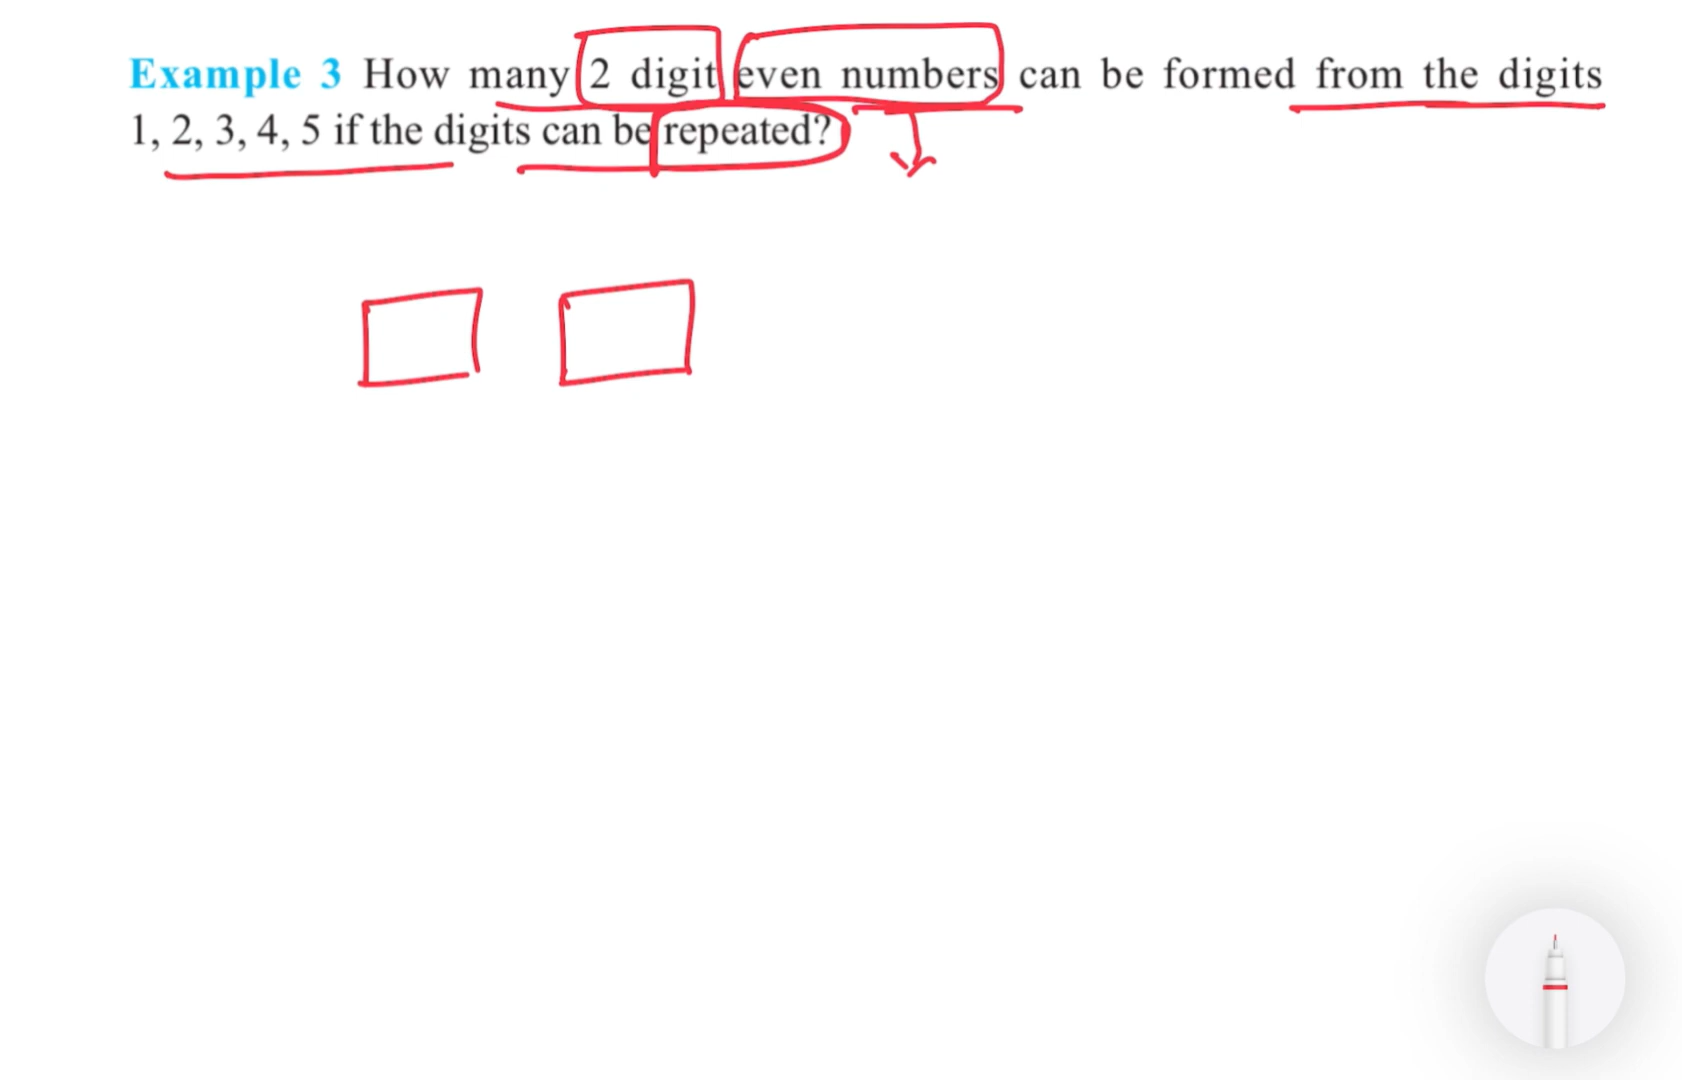 Example 3 How many 2 digit even numbers can be formed from the digits
1, 2, 3, 4, 5 if the digits can be repeated?